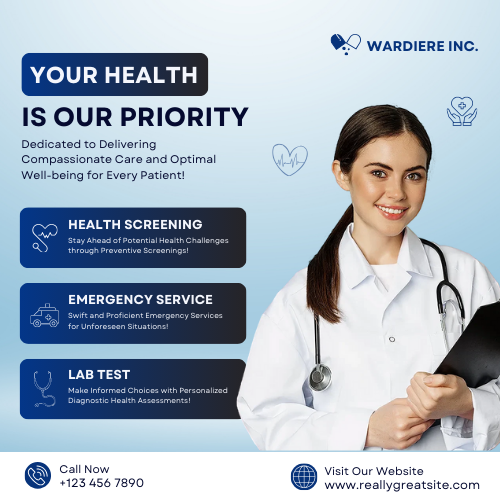 WARDIERE INC.
YOUR HEALTH
IS OUR PRIORITY
Dedicated to Delivering
Compassionate Care and Optimal
Well-being for Every Patient!
HEALTH SCREENING
Stay Ahead of Potential Health Challenges
through Preventive Screenings!
EMERGENCY SERVICE
Swift and Proficient Emergency Services
for Unforeseen Situations!
LAB TEST
Make Informed Choices with Personalized
Diagnostic Health Assessments!
Call Now
+123 456 7890
Visit Our Website
www.reallygreatsite.com